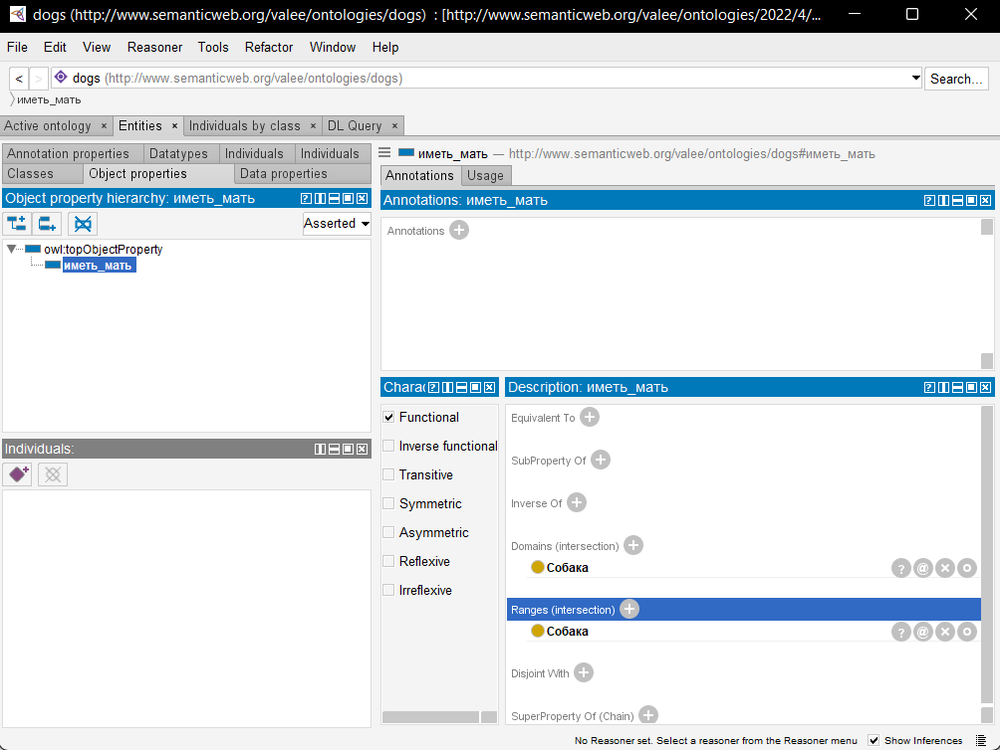 dogs (http://www.semanticweb.org/valee/ontologies/dogs) : [http://www.semanticweb.org/valee/ontologies/2022/4/...
File Edit View Reasoner Tools Refactor Window Help
< > dogs (http://www.semanticweb.org/valee/ontologies/dogs) Search...
иметь_мать
Active ontology × Entities × Individuals by class × DL Query ×
Annotation properties Datatypes Individuals Individuals
Classes Object properties Data properties
Object property hierarchy: иметь_мать
Asserted
owl:topObjectProperty
иметь_мать
Individuals:
иметь_мать — http://www.semanticweb.org/valee/ontologies/dogs#иметь_мать
Annotations Usage
Annotations: иметь_мать
Annotations
Charac
Functional
Inverse functional
Transitive
Symmetric
Asymmetric
Reflexive
Irreflexive
Description: иметь_мать
Equivalent To
SubProperty Of
Inverse Of
Domains (intersection)
Собака
Ranges (intersection)
Собака
Disjoint With
SuperProperty Of (Chain)
No Reasoner set. Select a reasoner from the Reasoner menu Show Inferences